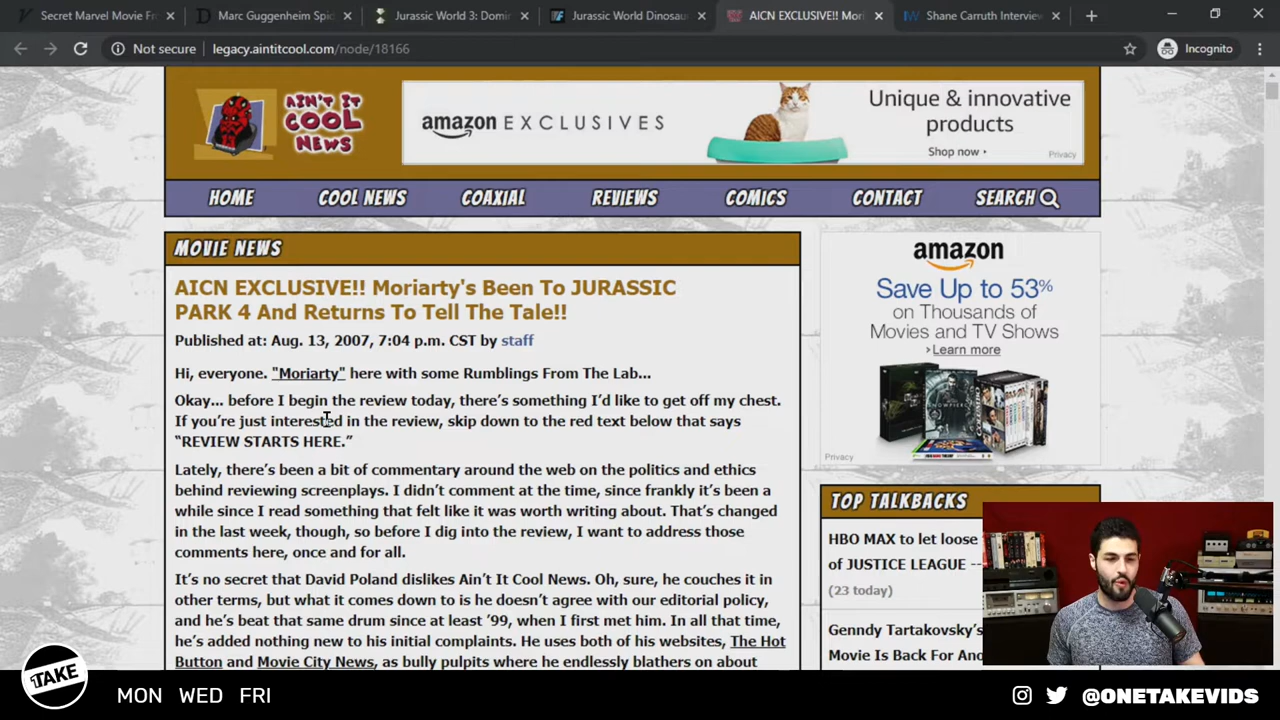 Secret Marvel Movie Fr
Marc Guggenheim Spi
Jurassic World 3: Domin
Jurassic World Dinosau
AICN EXCLUSIVE!! Mori
Shane Carruth Interview
Not secure
legacy.aintitcool.com/node/18166
Incognito
AIN'T IT
COOL
NEWS
amazon EXCLUSIVES
Unique & innovative
products
Shop now
Privacy
HOME
COOL NEWS
COAXIAL
REVIEWS
COMICS
CONTACT
SEARCH
MOVIE NEWS
AICN EXCLUSIVE!! Moriarty's Been To JURASSIC
PARK 4 And Returns To Tell The Tale!!
Published at: Aug. 13, 2007, 7:04 p.m. CST by staff
Hi, everyone. "Moriarty" here with some Rumblings From The Lab...
Okay... before I begin the review today, there's something I'd like to get off my chest.
If you're just interested in the review, skip down to the red text below that says
“REVIEW STARTS HERE.”
Lately, there's been a bit of commentary around the web on the politics and ethics
behind reviewing screenplays. I didn't comment at the time, since frankly it's been a
while since I read something that felt like it was worth writing about. That's changed
in the last week, though, so before I dig into the review, I want to address those
comments here, once and for all.
It's no secret that David Poland dislikes Ain't It Cool News. Oh, sure, he couches it in
other terms, but what it comes down to is he doesn't agree with our editorial policy,
and he's beat that same drum since at least '99, when I first met him. In all that time,
he's added nothing new to his initial complaints. He uses both of his websites, The Hot
Button and Movie City News, as bully pulpits where he endlessly blathers on about
amazon
Save Up to 53%
on Thousands of
Movies and TV Shows
Learn more
SNOWPIERCER
Privacy
TOP TALKBACKS
HBO MAX to let loose
of JUSTICE LEAGUE --
(23 today)
Genndy Tartakovsky's
Movie Is Back For Ano
TAKE
MON WED FRI
@ONETAKEVIDS